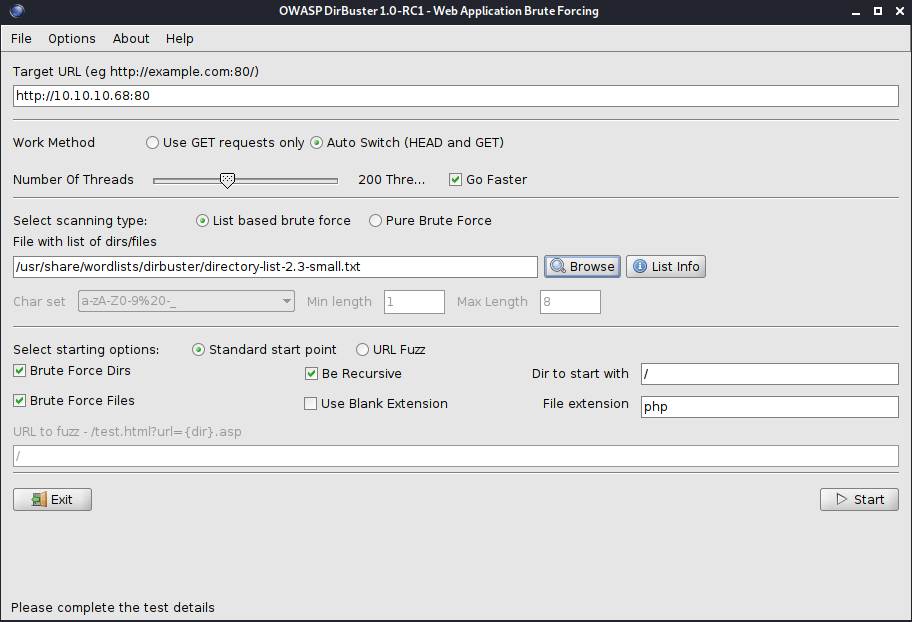 OWASP DirBuster 1.0-RC1 - Web Application Brute Forcing
File Options About Help
Target URL (eg http://example.com:80/)
http://10.10.10.68:80
Work Method Use GET requests only Auto Switch (HEAD and GET)
Number Of Threads 200 Thre... Go Faster
Select scanning type: List based brute force Pure Brute Force
File with list of dirs/files
/usr/share/wordlists/dirbuster/directory-list-2.3-small.txt Browse List Info
Char set a-zA-Z0-9%20-_ Min length 1 Max Length 8
Select starting options: Standard start point URL Fuzz
Brute Force Dirs Be Recursive Dir to start with /
Brute Force Files Use Blank Extension File extension php
URL to fuzz - /test.html?url={dir}.asp
/
Exit Start
Please complete the test details